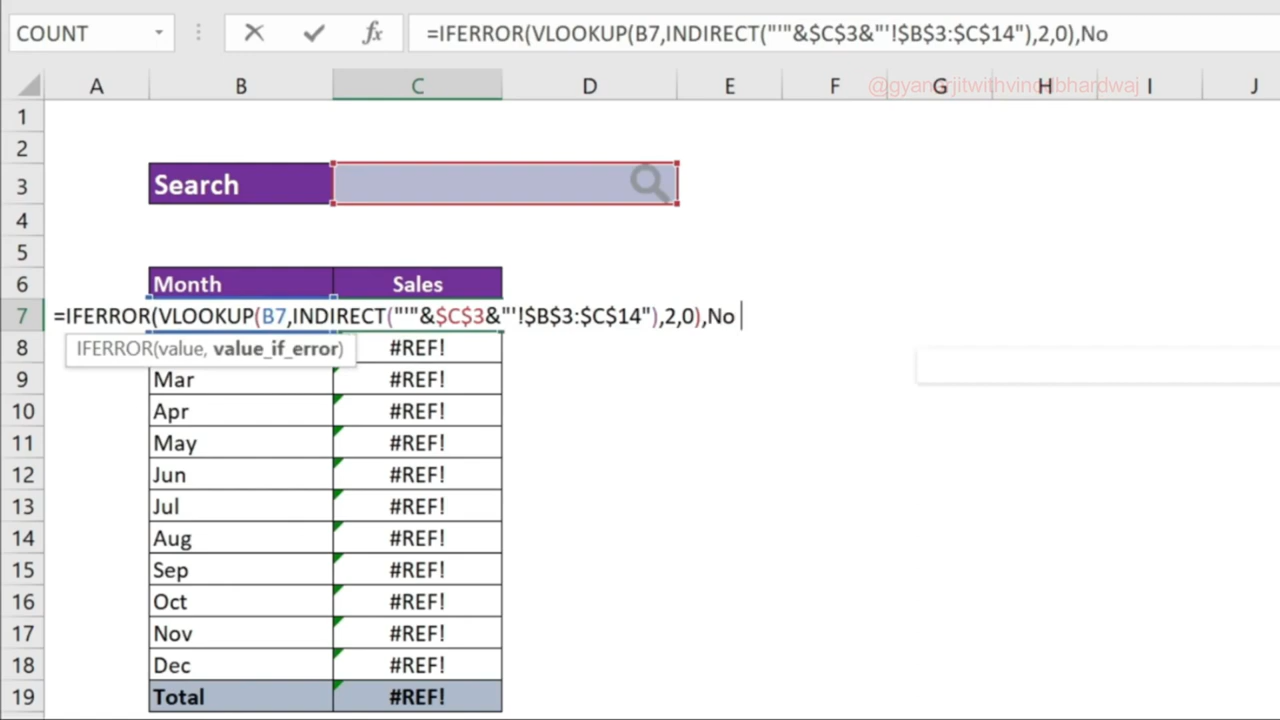 COUNT fx =IFERROR(VLOOKUP(B7,INDIRECT("'"&$C$3&"'!$B$3:$C$14"),2,0),No
A B C D E F G H I J
1
2
3 Search
4
5
6 Month Sales
7 =IFERROR(VLOOKUP(B7,INDIRECT("'"&$C$3&"'!$B$3:$C$14"),2,0),No
IFERROR(value, value_if_error)
8 #REF!
9 Mar #REF!
10 Apr #REF!
11 May #REF!
12 Jun #REF!
13 Jul #REF!
14 Aug #REF!
15 Sep #REF!
16 Oct #REF!
17 Nov #REF!
18 Dec #REF!
19 Total #REF!